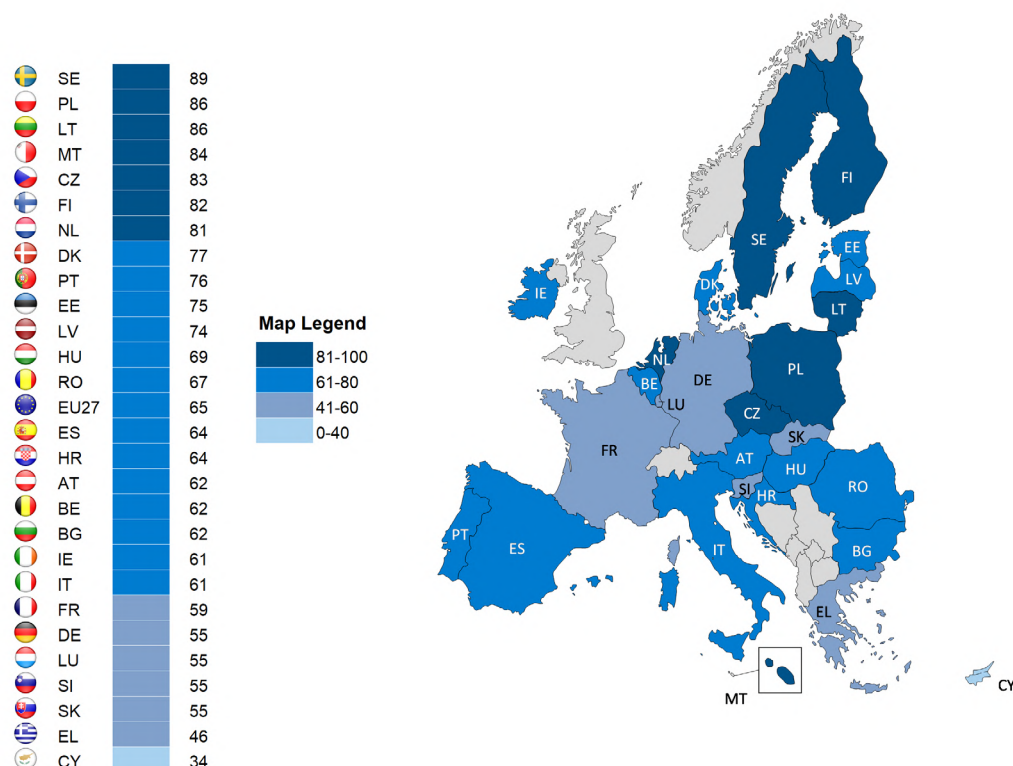 SE 89
PL 86
LT 86
MT 84
CZ 83
FI 82
NL 81
DK 77
PT 76
EE 75
LV 74
HU 69
RO 67
EU27 65
ES 64
HR 64
AT 62
BE 62
BG 62
IE 61
IT 61
FR 59
DE 55
LU 55
SI 55
SK 55
EL 46
CY 34
Map Legend
81-100
61-80
41-60
0-40
FI
SE
EE
LV
LT
DK
IE
NL
BE
DE
PL
LU
CZ
SK
FR
AT
HU
SI
HR
RO
PT
ES
IT
BG
EL
MT
CY